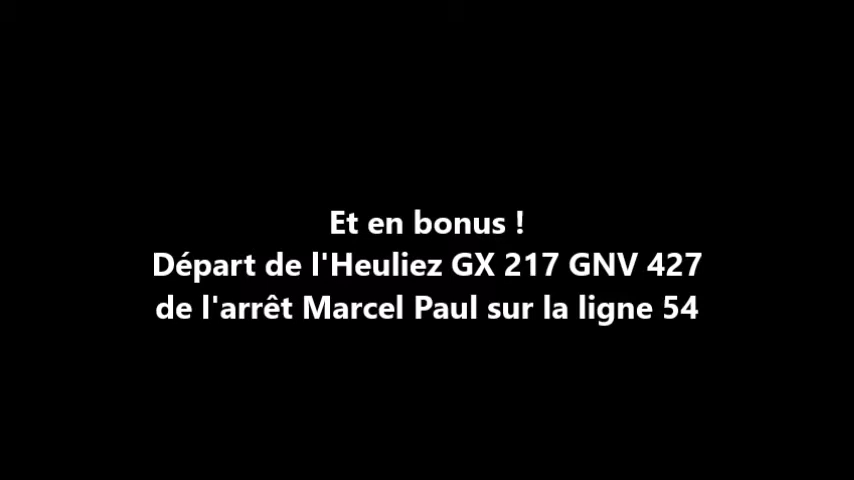 Et en bonus !
Départ de l'Heuliez GX 217 GNV 427
de l'arrêt Marcel Paul sur la ligne 54